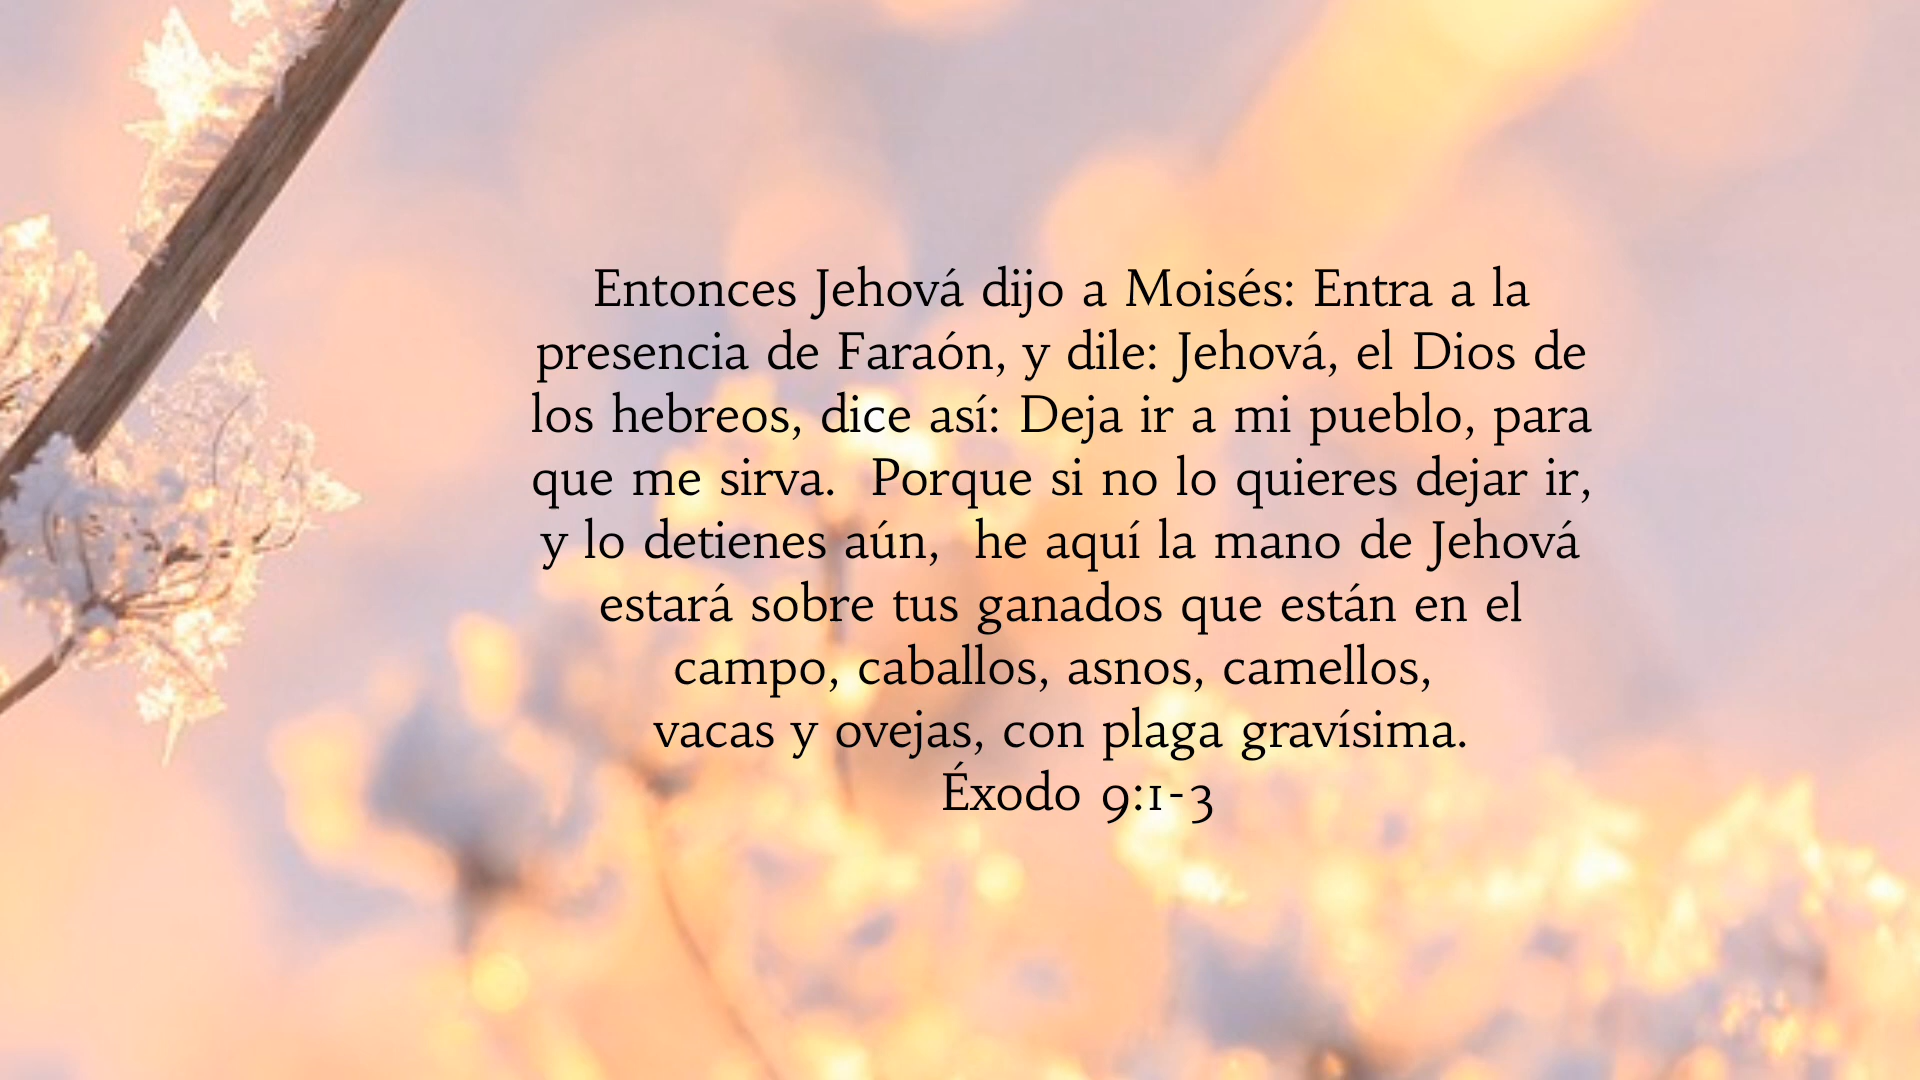 Entonces Jehová dijo a Moisés: Entra a la
presencia de Faraón, y dile: Jehová, el Dios de
los hebreos, dice así: Deja ir a mi pueblo, para
que me sirva.  Porque si no lo quieres dejar ir,
y lo detienes aún,  he aquí la mano de Jehová
estará sobre tus ganados que están en el
campo, caballos, asnos, camellos,
vacas y ovejas, con plaga gravísima.
Éxodo 9:1-3